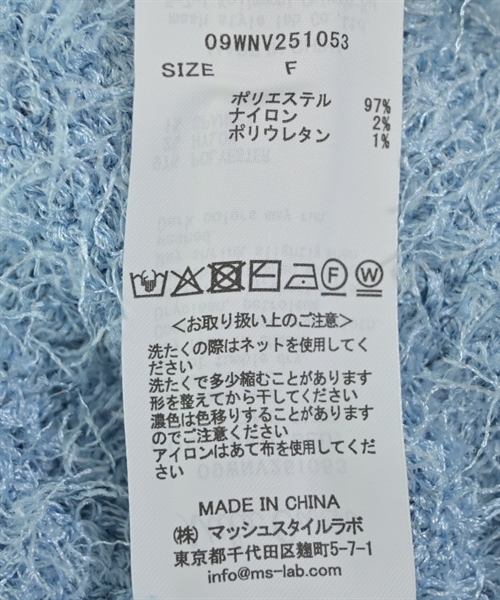 09WNV251053
SIZE F
ポリエステル 97%
ナイロン 2%
ポリウレタン 1%
F W
<お取り扱い上のご注意>
洗たくの際はネットを使用してく
ださい
洗たくで多少縮むことがあります
形を整えてから干してください
濃色は色移りすることがあります
のでご注意ください
アイロンはあて布を使用してくだ
さい
MADE IN CHINA
(株) マッシュスタイルラボ
東京都千代田区麹町5-7-1
info@ms-lab.com